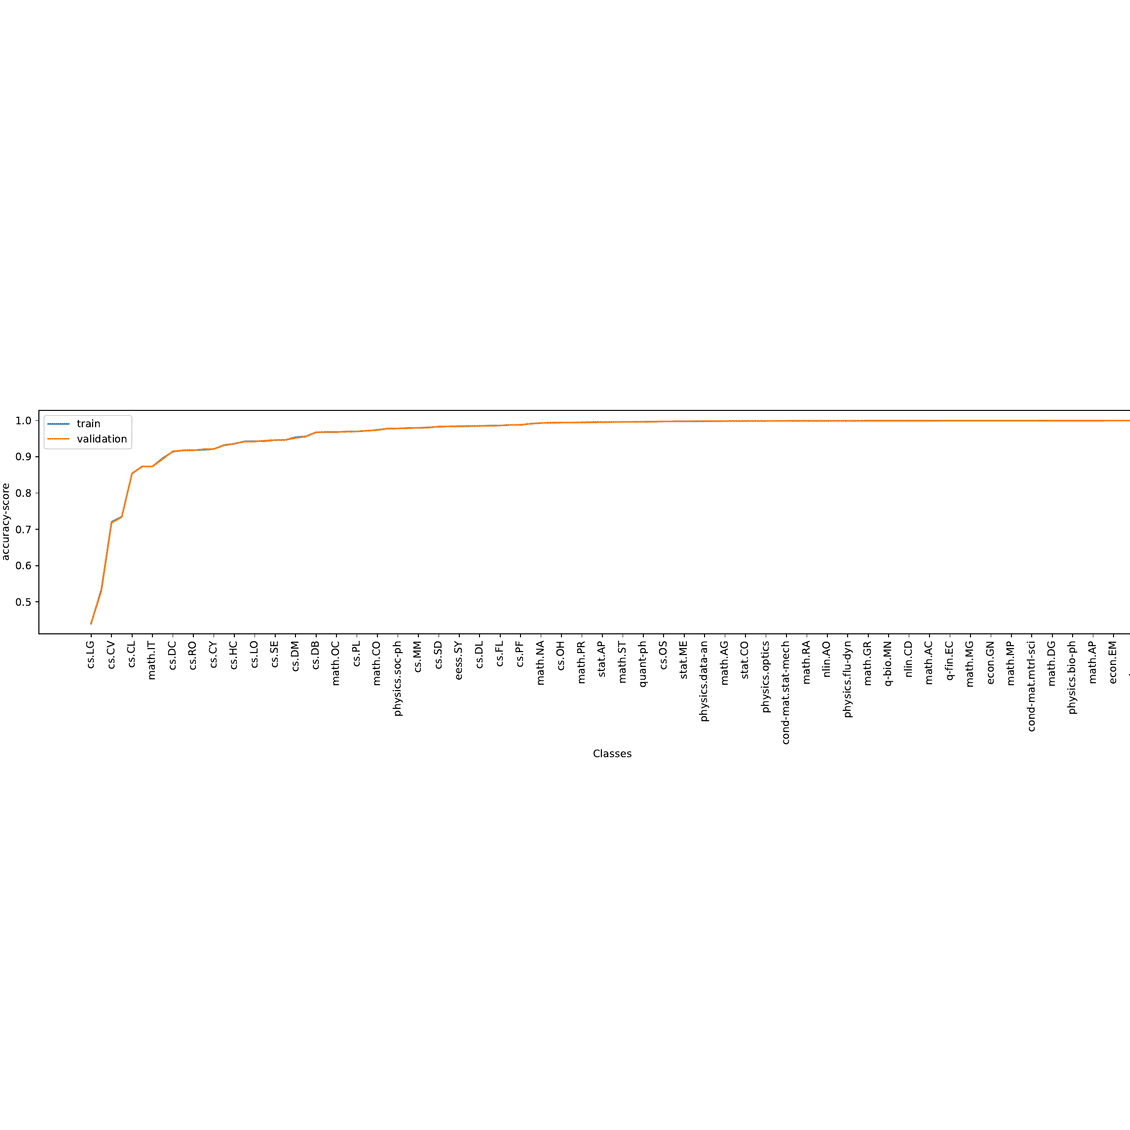 train
validation
1.0
0.9
0.8
0.7
0.6
0.5
accuracy-score
cs.LG
cs.CV
cs.CL
math.IT
cs.DC
cs.RO
cs.CY
cs.HC
cs.LO
cs.SE
cs.DM
cs.DB
math.OC
cs.PL
math.CO
physics.soc-ph
cs.MM
cs.SD
eess.SY
cs.DL
cs.FL
cs.PF
math.NA
cs.OH
math.PR
stat.AP
math.ST
quant-ph
cs.OS
stat.ME
physics.data-an
math.AG
stat.CO
physics.optics
cond-mat.stat-mech
math.RA
nlin.AO
physics.flu-dyn
math.GR
q-bio.MN
nlin.CD
math.AC
q-fin.EC
math.MG
econ.GN
math.MP
cond-mat.mtrl-sci
math.DG
physics.bio-ph
math.AP
econ.EM
Classes